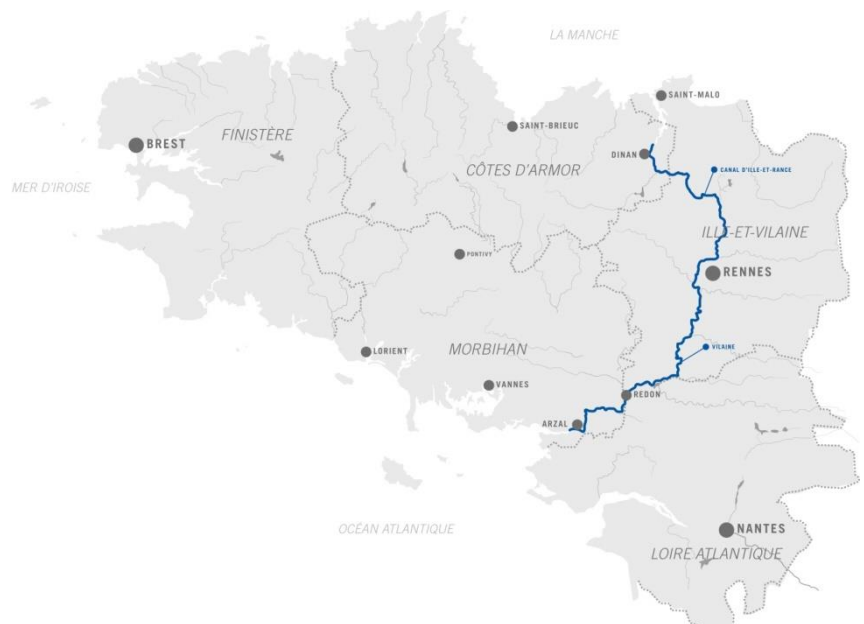 LA MANCHE
SAINT-MALO
SAINT-BRIEUC
BREST
FINISTÈRE
DINAN
CÔTES D'ARMOR
CANAL D'ILLE-ET-RANCE
MER D'IROISE
ILLE-ET-VILAINE
PONTIVY
RENNES
LORIENT
MORBIHAN
VILAINE
VANNES
REDON
ARZAL
OCÉAN ATLANTIQUE
NANTES
LOIRE ATLANTIQUE